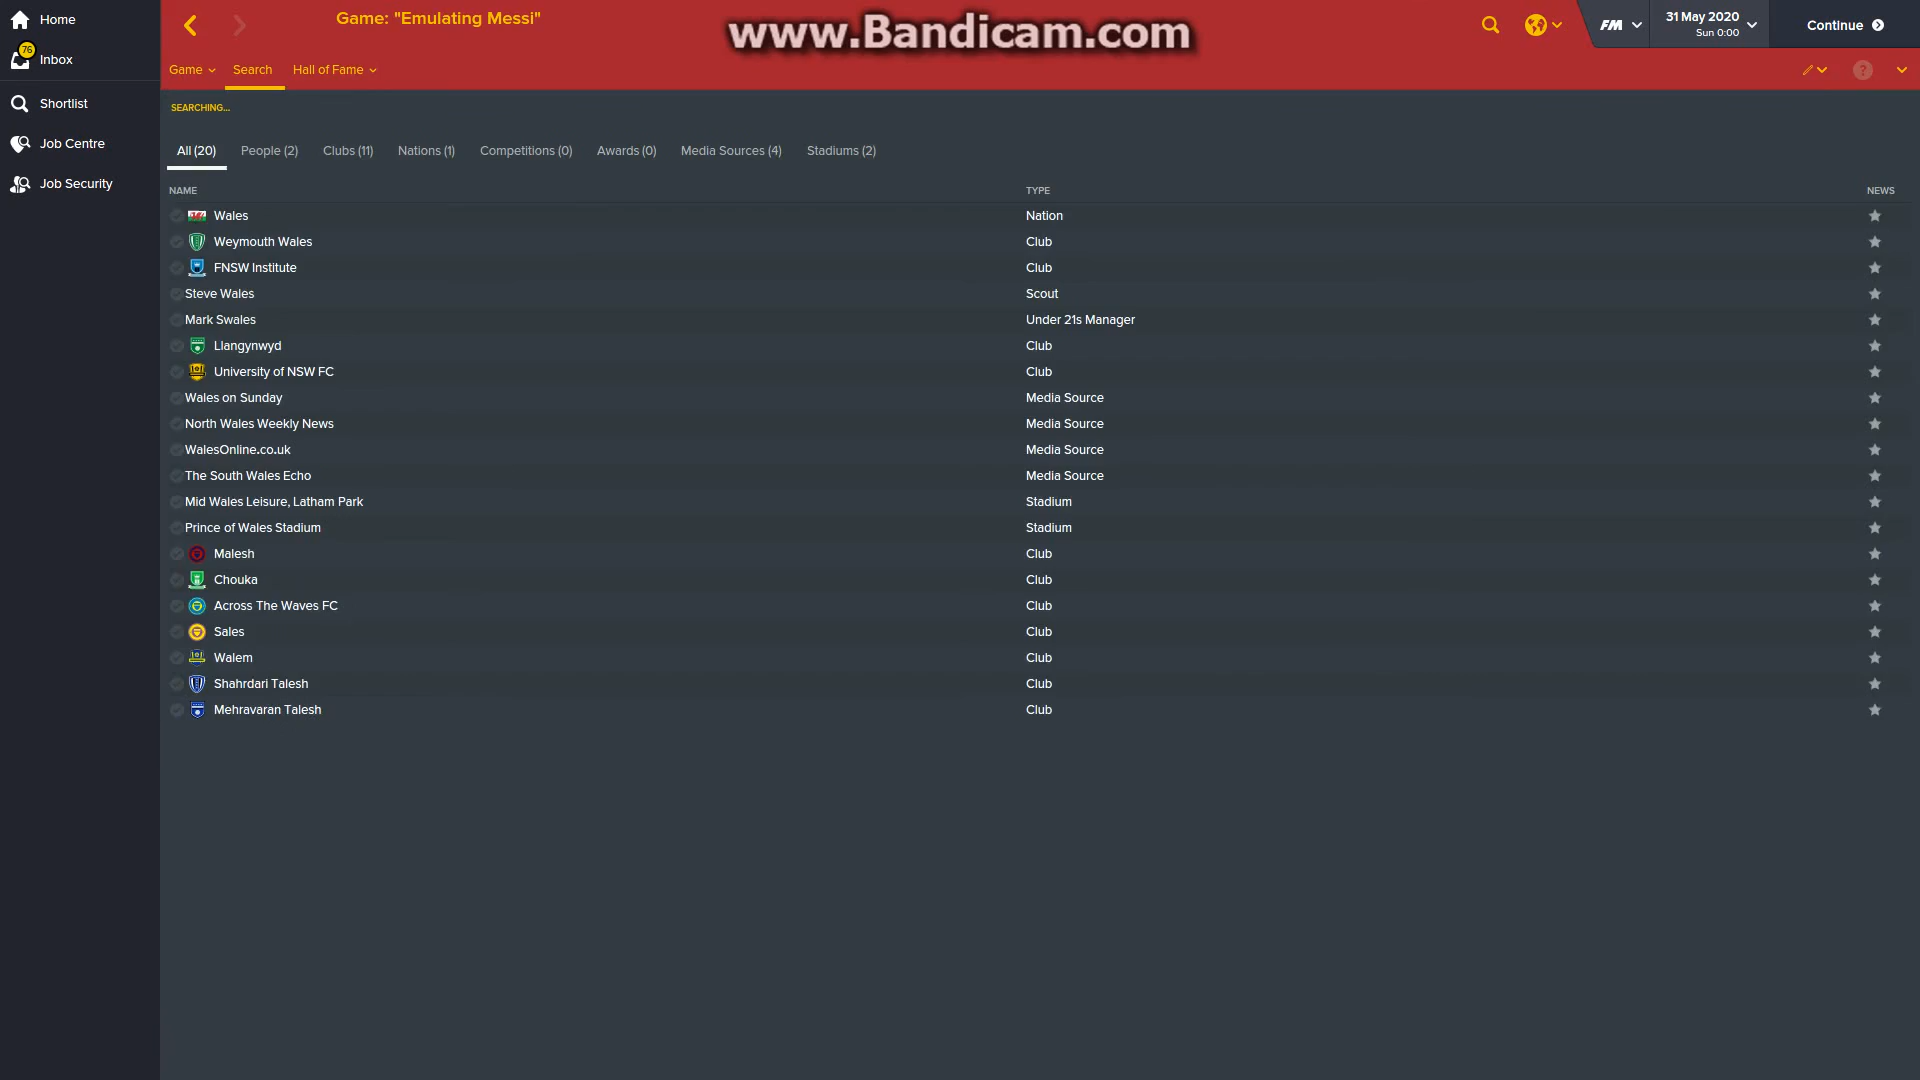 Home
76
Inbox
Shortlist
Job Centre
Job Security
Game: "Emulating Messi"
www.Bandicam.com
FM
31 May 2020
Sun 0:00
Continue
Game
Search
Hall of Fame
?
SEARCHING...
All (20) People (2) Clubs (11) Nations (1) Competitions (0) Awards (0) Media Sources (4) Stadiums (2)
NAME TYPE NEWS
Wales Nation
Weymouth Wales Club
FNSW Institute Club
Steve Wales Scout
Mark Swales Under 21s Manager
Llangynwyd Club
University of NSW FC Club
Wales on Sunday Media Source
North Wales Weekly News Media Source
WalesOnline.co.uk Media Source
The South Wales Echo Media Source
Mid Wales Leisure, Latham Park Stadium
Prince of Wales Stadium Stadium
Malesh Club
Chouka Club
Across The Waves FC Club
Sales Club
Walem Club
Shahrdari Talesh Club
Mehravaran Talesh Club